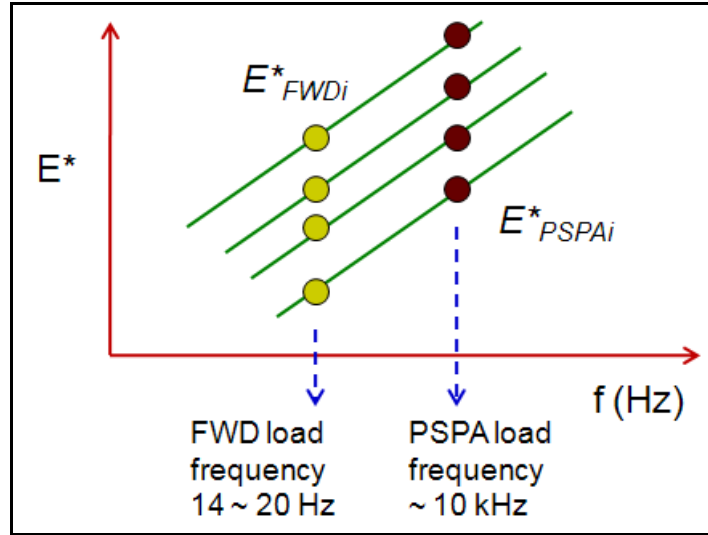 E*FWDi
E*
E*PSPAi
f (Hz)
FWD load
frequency
14 ~ 20 Hz
PSPA load
frequency
~ 10 kHz